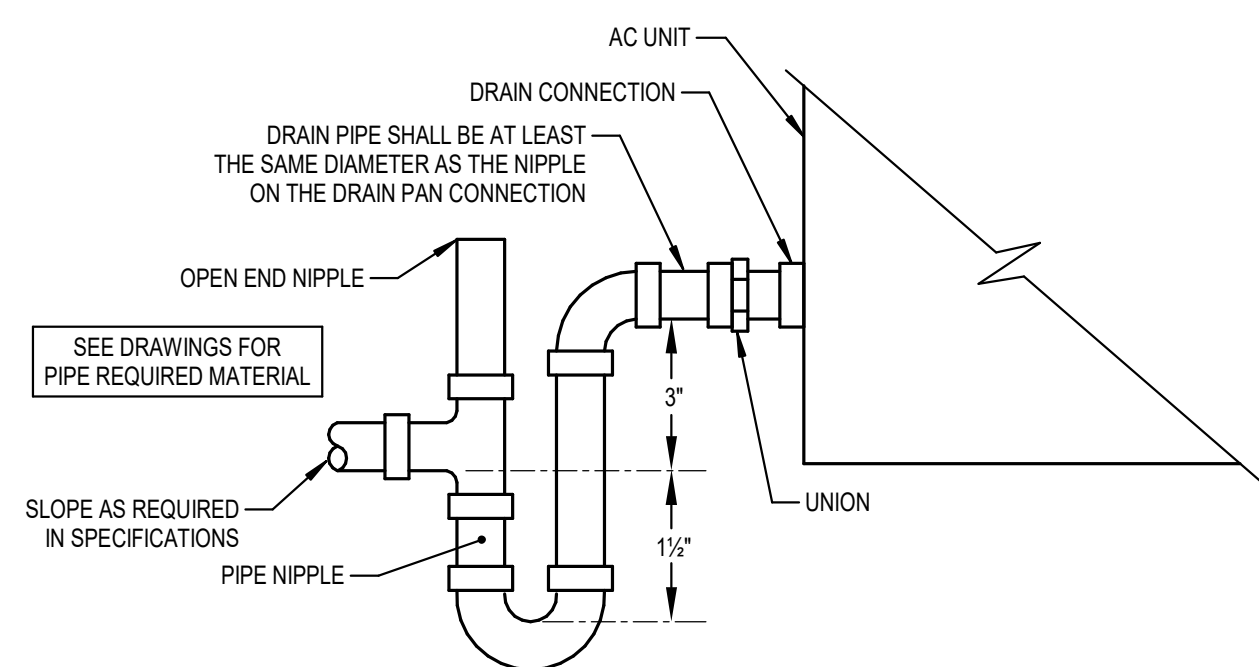 AC UNIT
DRAIN CONNECTION
DRAIN PIPE SHALL BE AT LEAST
THE SAME DIAMETER AS THE NIPPLE
ON THE DRAIN PAN CONNECTION
OPEN END NIPPLE
SEE DRAWINGS FOR
PIPE REQUIRED MATERIAL
3"
SLOPE AS REQUIRED
IN SPECIFICATIONS
UNION
1½"
PIPE NIPPLE